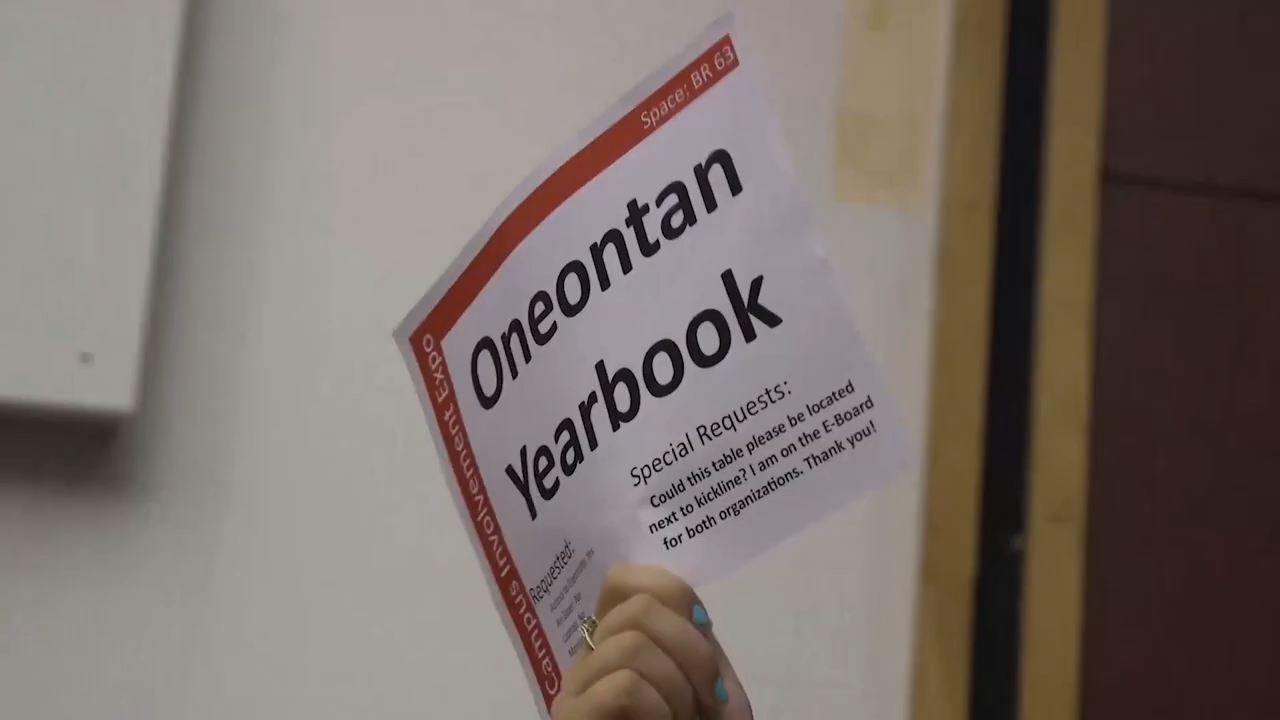 Space: BR 63
Campus Involvement Expo
Oneontan
Yearbook
Special Requests:
Could this table please be located
next to kickline? I am on the E-Board
for both organizations. Thank you!
Requested: